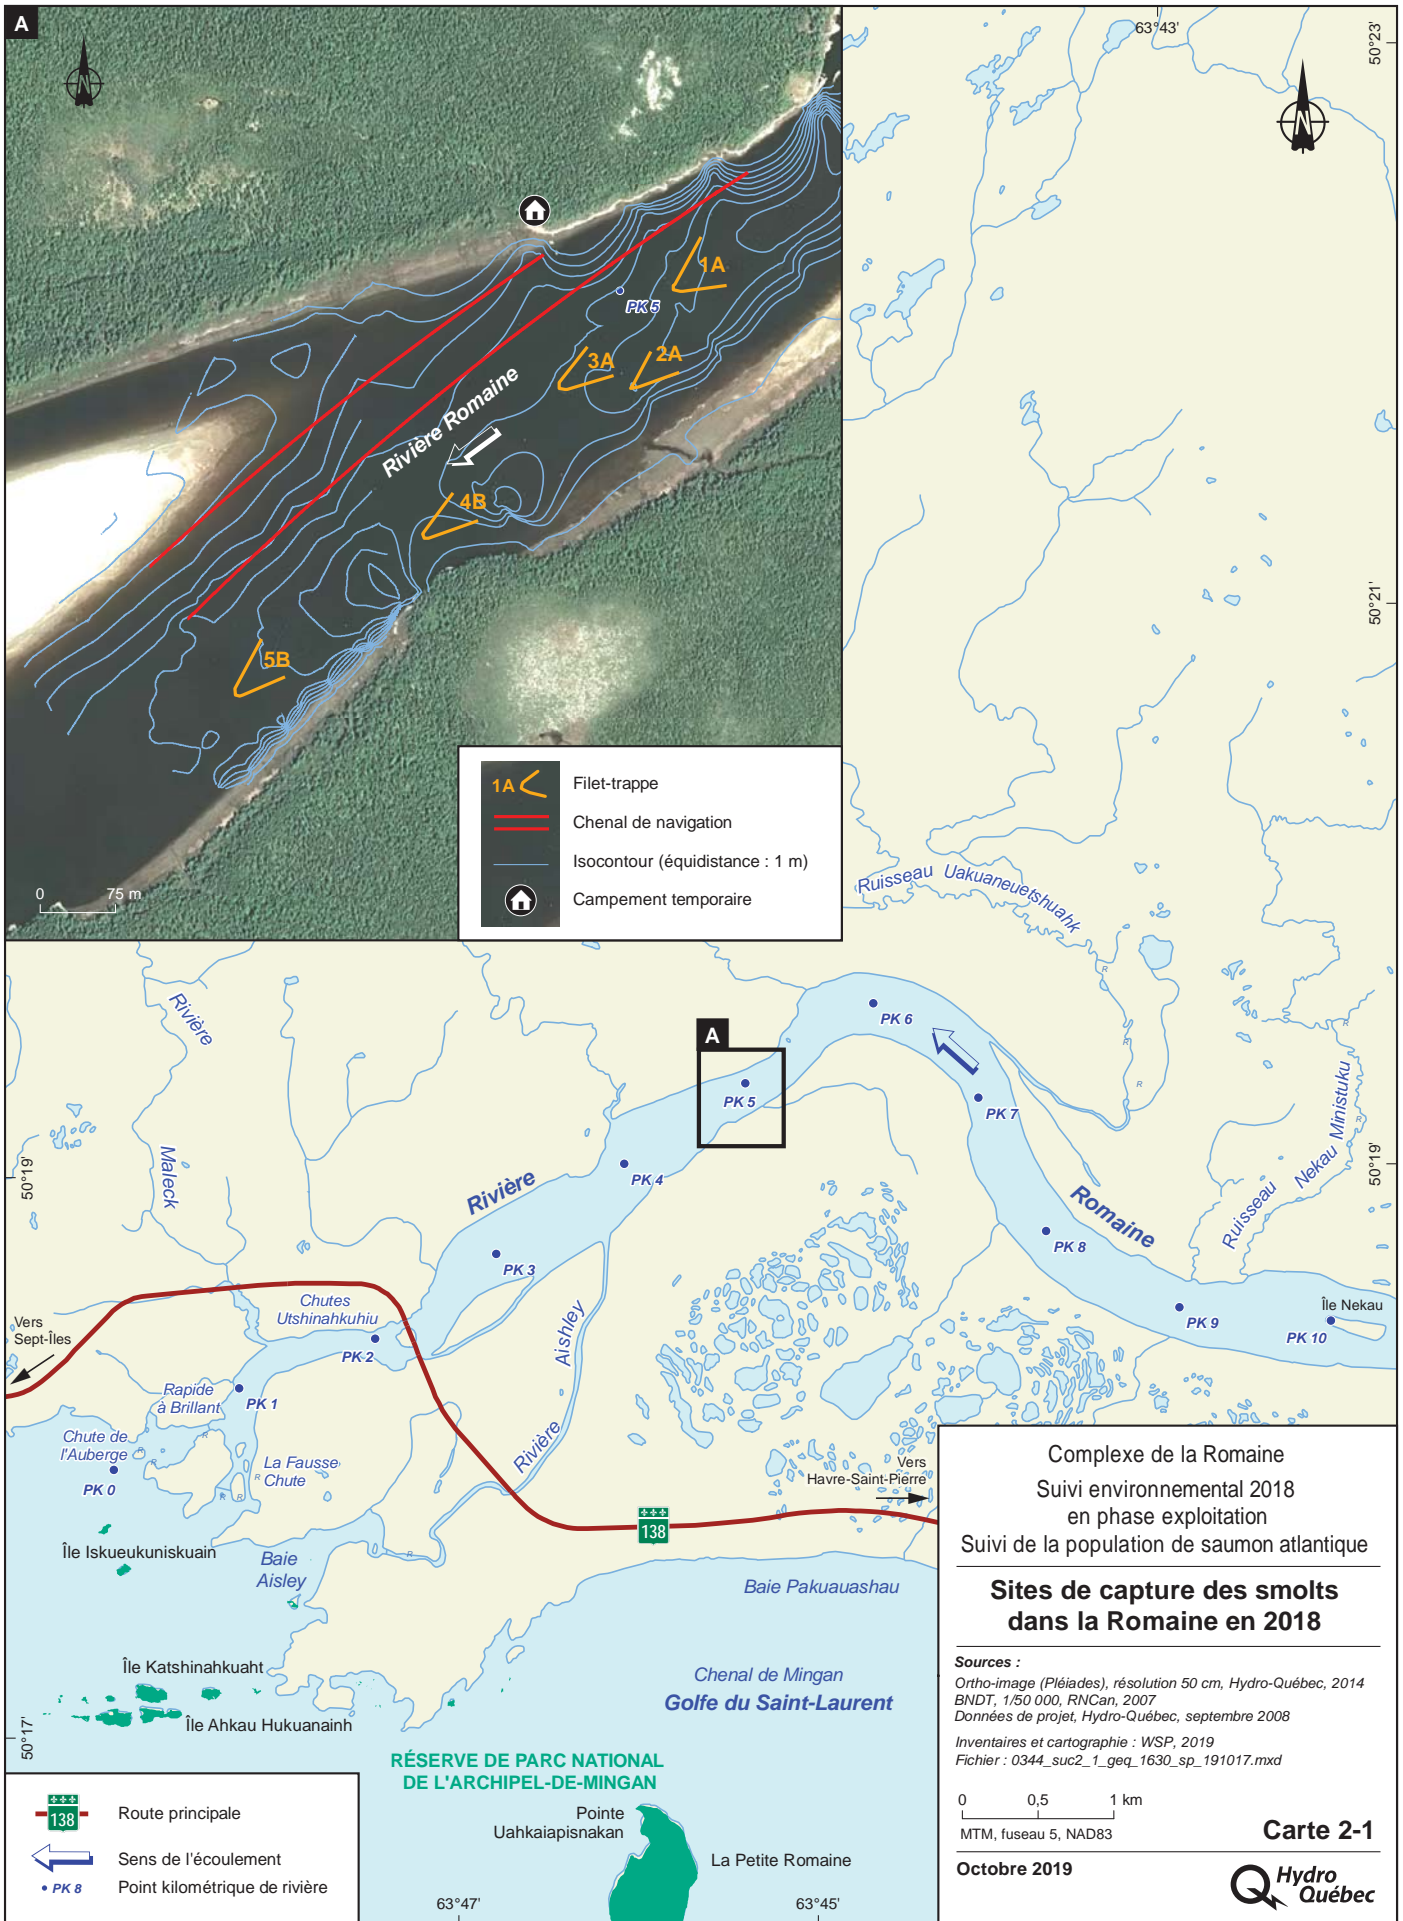 A
N
1A
PK 5
3A
2A
Rivière Romaine
4B
5B
0 75 m
1A Filet-trappe
Chenal de navigation
Isocontour (équidistance : 1 m)
Campement temporaire
63°43'
50°23'
N
50°21'
Ruisseau Uakuaneuetshuahk
R
R
R
R
R
Rivière
Maleck
PK 6
A
PK 5
PK 7
Ruisseau Nekau Ministuku
50°19'
50°19'
PK 4
Rivière
Romaine
PK 3
PK 8
Chutes
Utshinahkuhiu
PK 2
Île Nekau
PK 9
PK 10
Vers
Sept-Îles
Rivière Aishley
Rapide
à Brillant
PK 1
Chute de
l'Auberge
PK 0
R
R
R
R
R
R
R
La Fausse
Chute
Vers
Havre-Saint-Pierre
138
Île Iskueukuniskuain
Baie
Aisley
Baie Pakuauashau
Île Katshinahkuaht
Île Ahkau Hukuanainh
Chenal de Mingan
Golfe du Saint-Laurent
50°17'
RÉSERVE DE PARC NATIONAL
DE L'ARCHIPEL-DE-MINGAN
Pointe
Uahkaiapisnakan
La Petite Romaine
63°47'
63°45'
138 Route principale
Sens de l'écoulement
PK 8 Point kilométrique de rivière
Complexe de la Romaine
Suivi environnemental 2018
en phase exploitation
Suivi de la population de saumon atlantique
Sites de capture des smolts
dans la Romaine en 2018
Sources :
Ortho-image (Pléiades), résolution 50 cm, Hydro-Québec, 2014
BNDT, 1/50 000, RNCan, 2007
Données de projet, Hydro-Québec, septembre 2008
Inventaires et cartographie : WSP, 2019
Fichier : 0344_suc2_1_geq_1630_sp_191017.mxd
0 0,5 1 km
MTM, fuseau 5, NAD83
Carte 2-1
Octobre 2019
Hydro
Québec